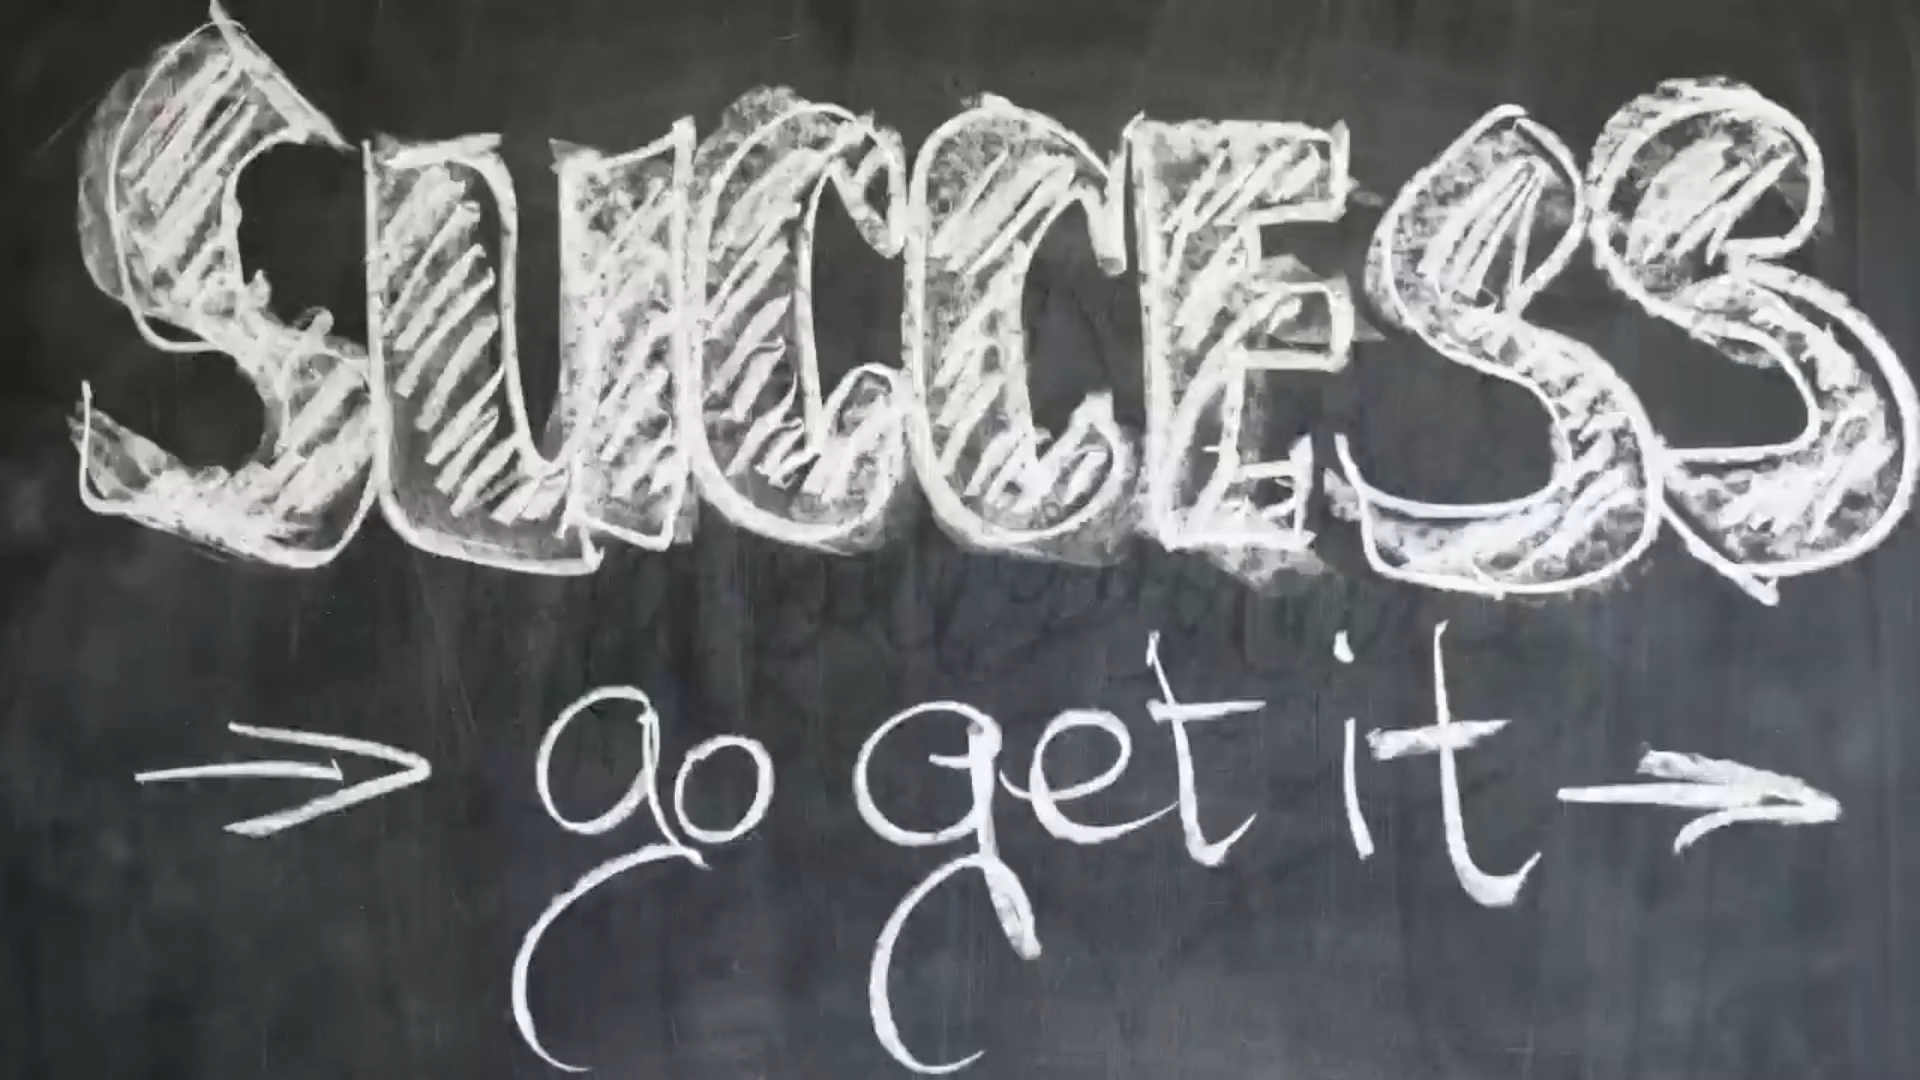 SUCCESS
→ go get it →